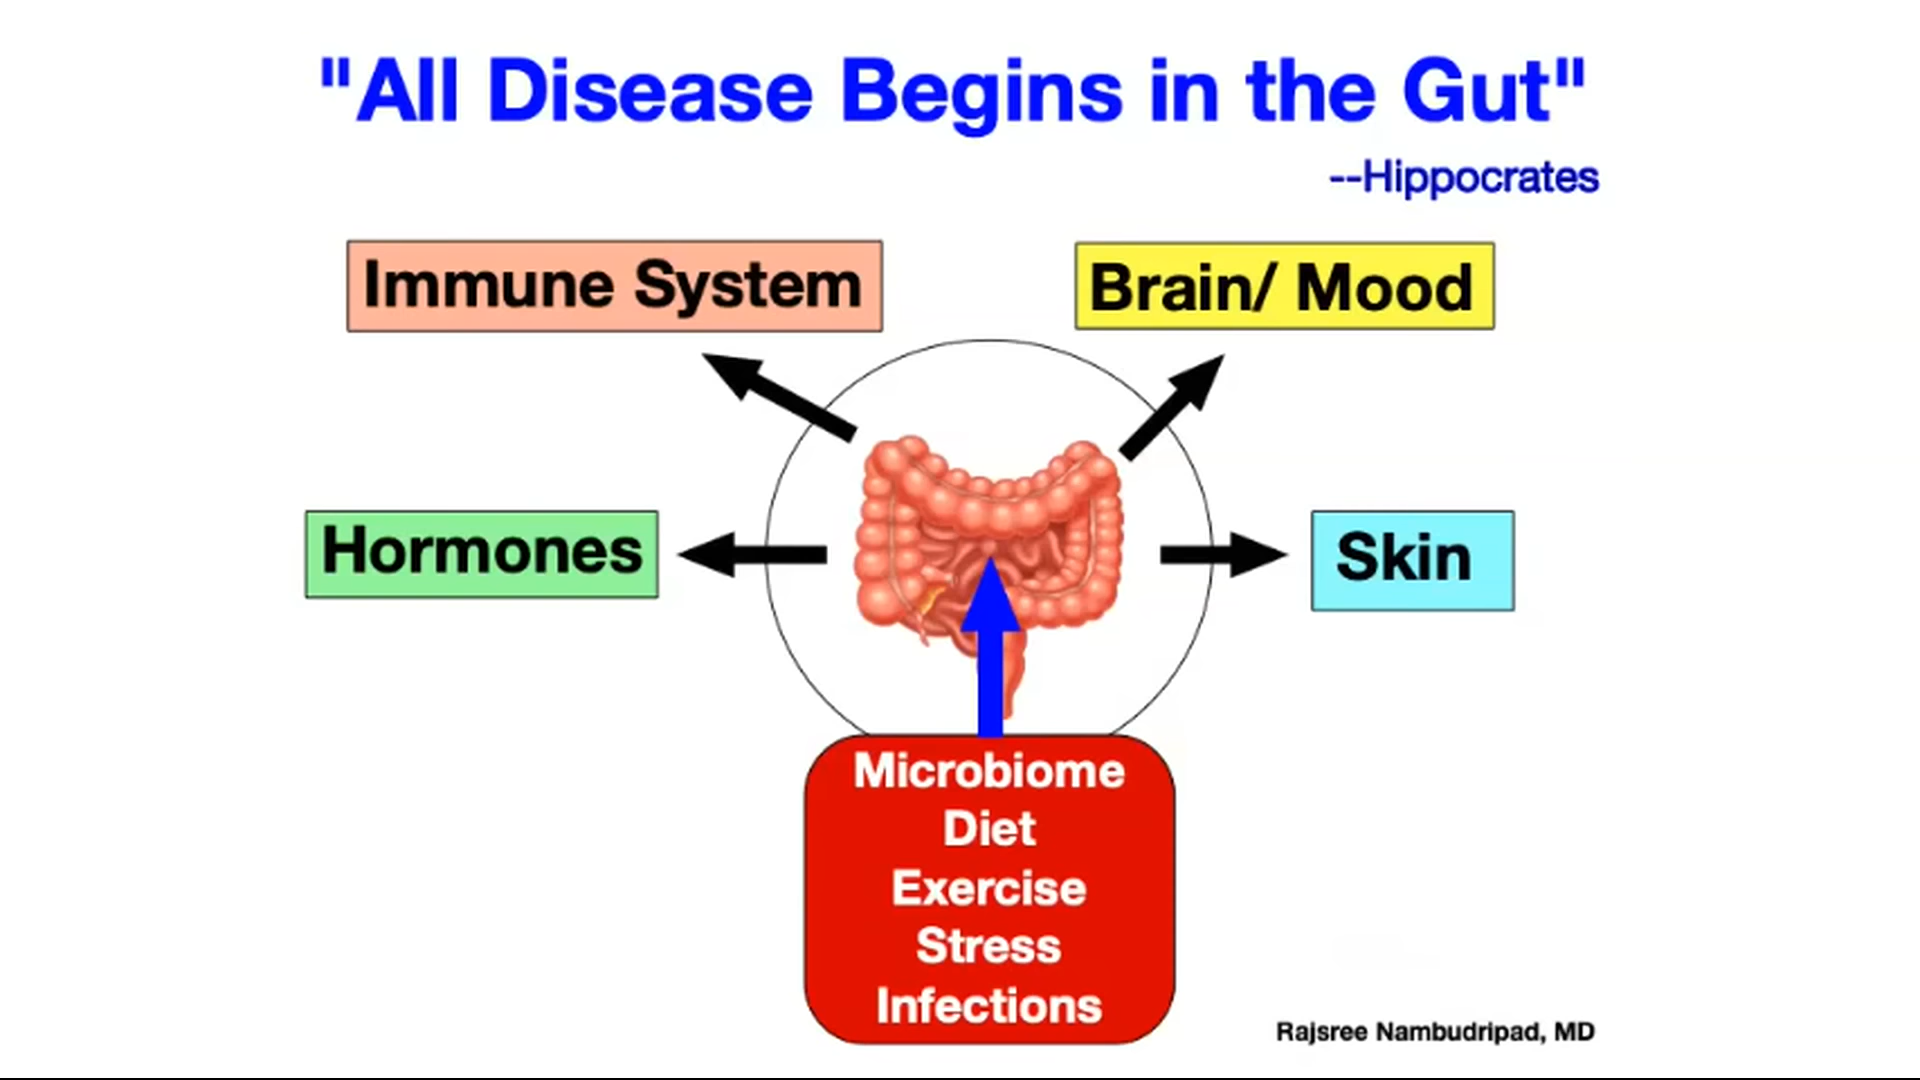 "All Disease Begins in the Gut"
--Hippocrates
Immune System
Brain/ Mood
Hormones
Skin
Microbiome
Diet
Exercise
Stress
Infections
Rajsree Nambudripad, MD